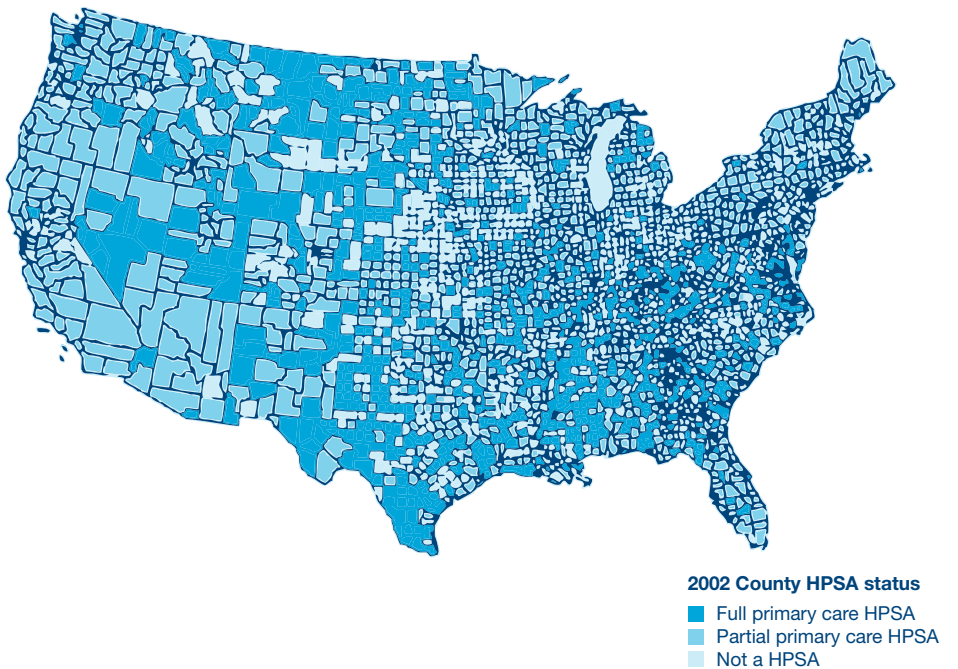 2002 County HPSA status
Full primary care HPSA
Partial primary care HPSA
Not a HPSA